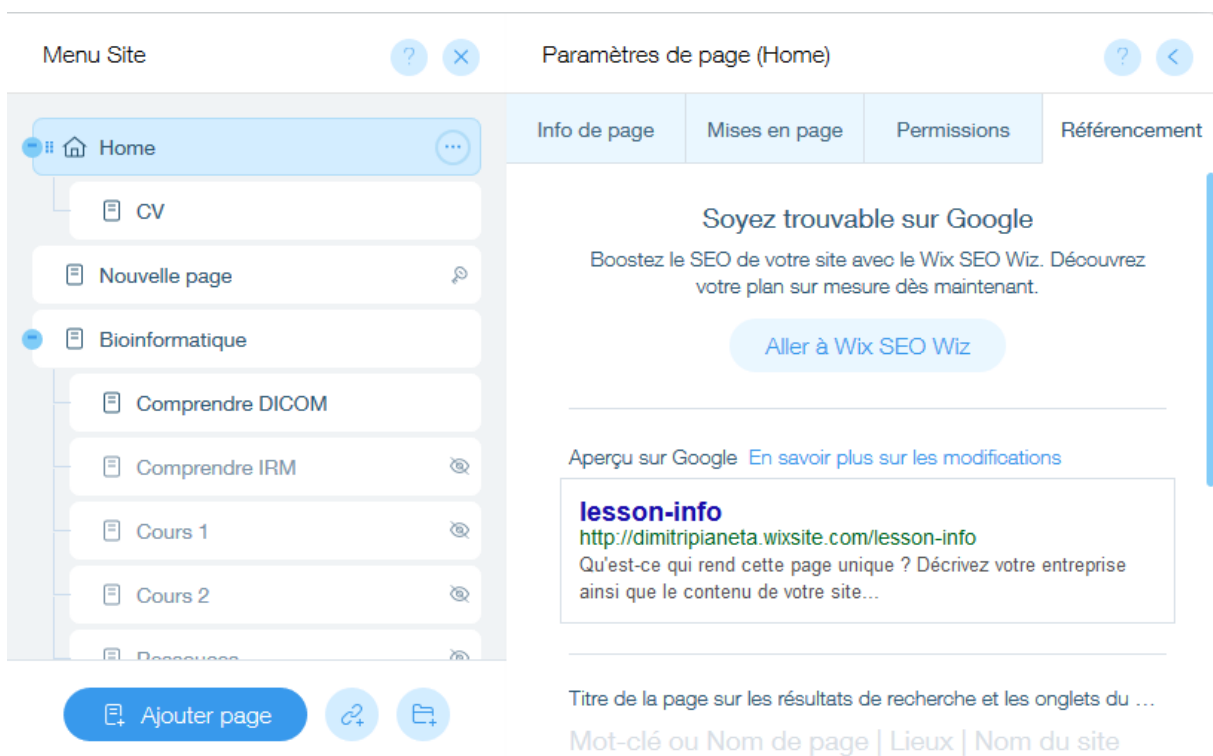 Menu Site
?
Home
CV
Nouvelle page
Bioinformatique
Comprendre DICOM
Comprendre IRM
Cours 1
Cours 2
Ajouter page
Paramètres de page (Home)
?
Info de page
Mises en page
Permissions
Référencement
Soyez trouvable sur Google
Boostez le SEO de votre site avec le Wix SEO Wiz. Découvrez
votre plan sur mesure dès maintenant.
Aller à Wix SEO Wiz
Aperçu sur Google En savoir plus sur les modifications
lesson-info
http://dimitripianeta.wixsite.com/lesson-info
Qu'est-ce qui rend cette page unique ? Décrivez votre entreprise
ainsi que le contenu de votre site...
Titre de la page sur les résultats de recherche et les onglets du ...
Mot-clé ou Nom de page | Lieux | Nom du site